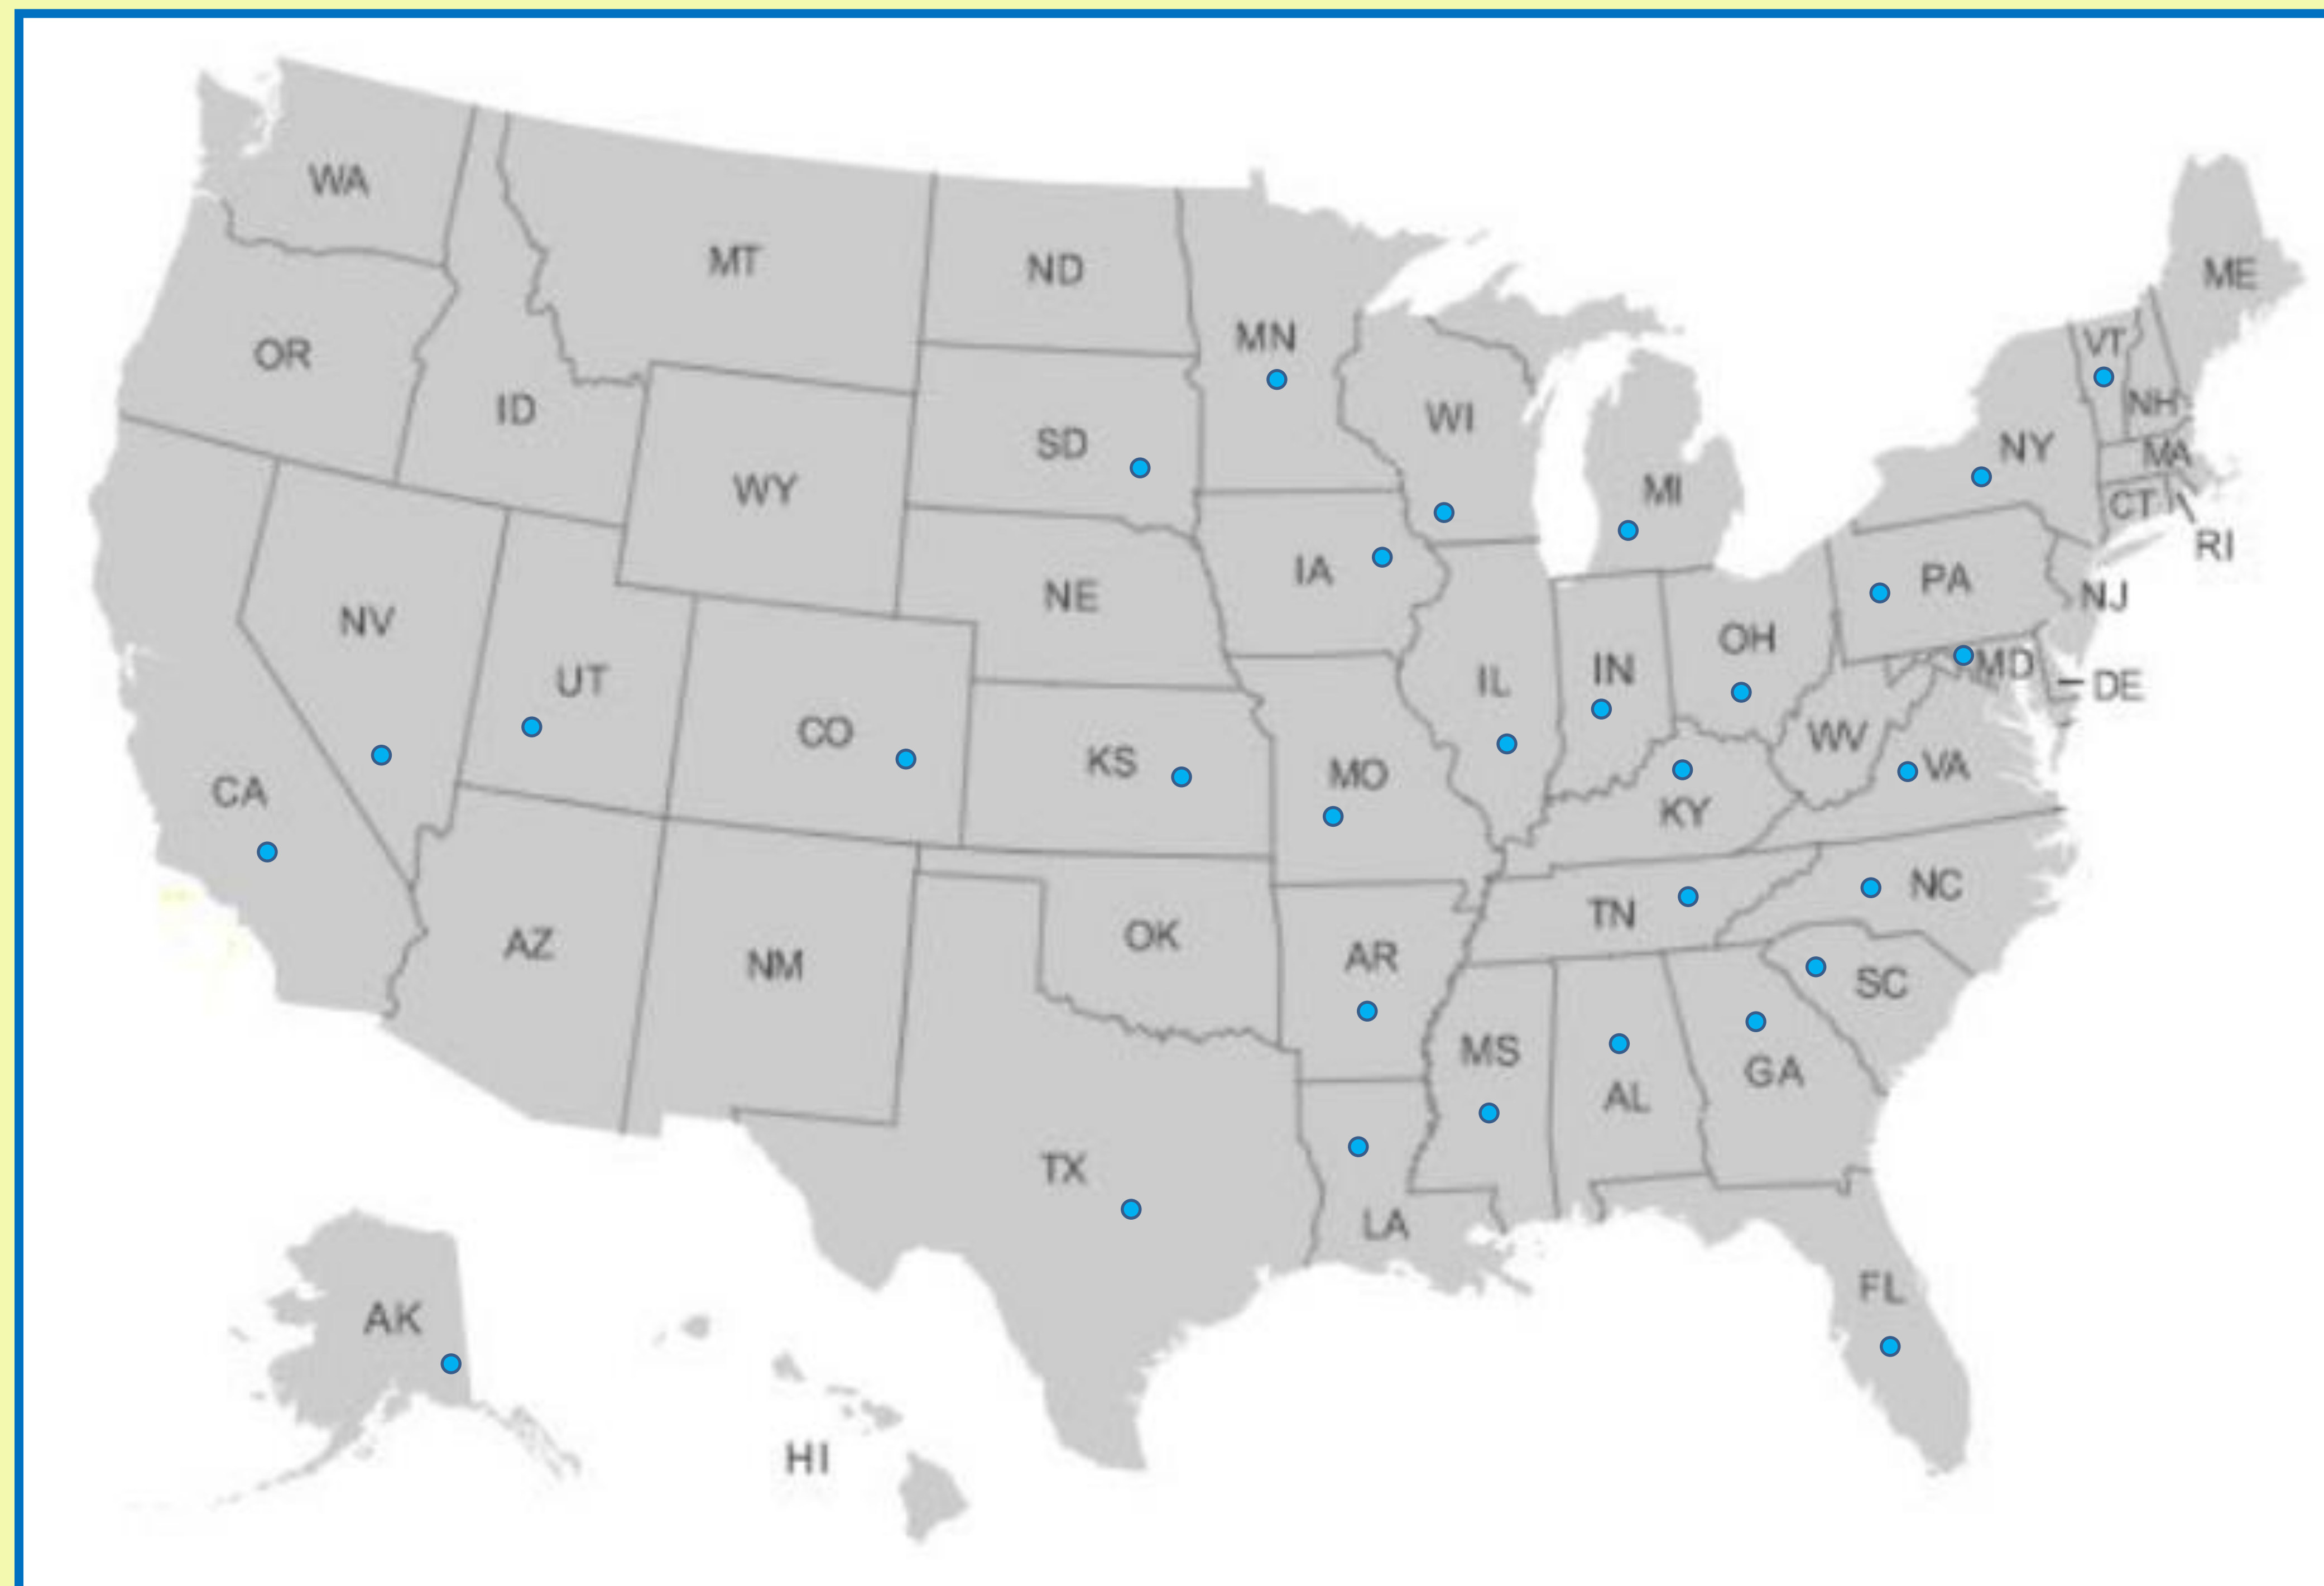 WA
MT
ND
ME
MN
VT
OR
ID
NH
WI
SD
NY
MA
WY
MI
CT
RI
IA
PA
NE
NJ
NV
OH
MD
IN
UT
IL
DE
CO
WV
KS
VA
MO
CA
KY
NC
TN
OK
AZ
AR
NM
SC
MS
GA
AL
TX
LA
FL
AK
HI